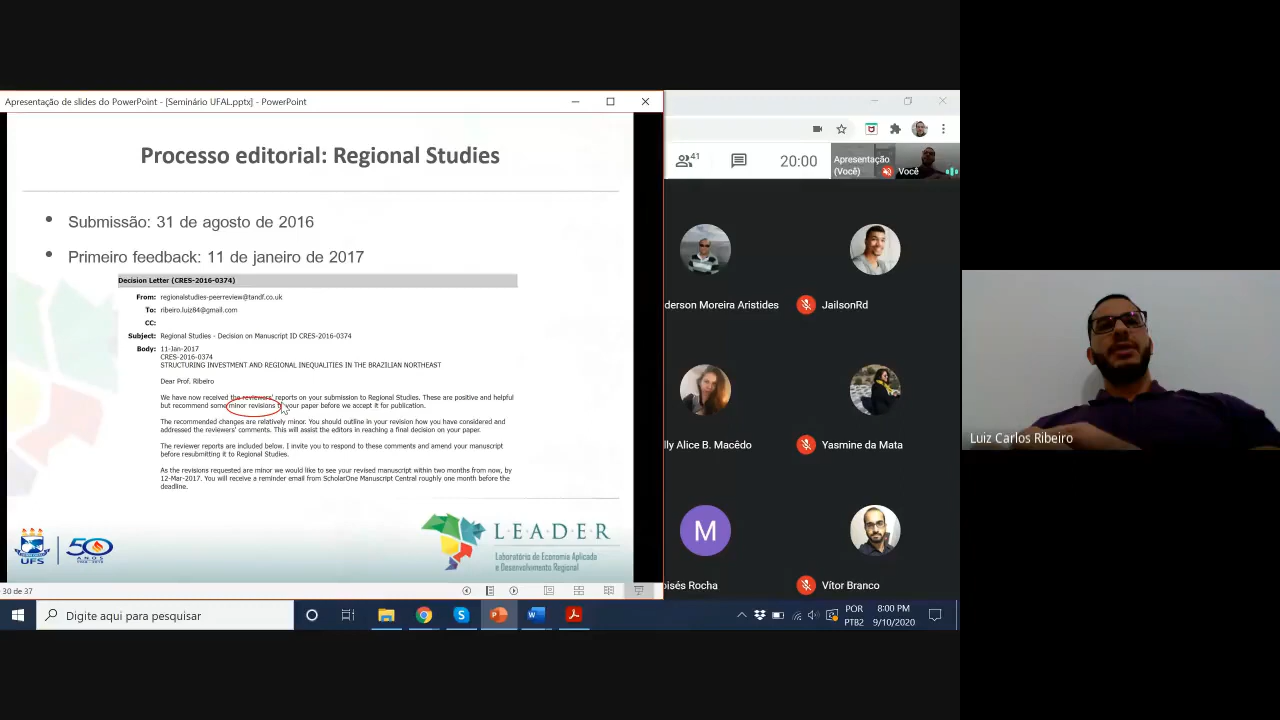 Apresentação de slides do PowerPoint - [Seminário UFAL.pptx] - PowerPoint
Processo editorial: Regional Studies
Submissão: 31 de agosto de 2016
Primeiro feedback: 11 de janeiro de 2017
Decision Letter (CRES-2016-0374)
From: regionalstudies-peerreview@tandf.co.uk
To: ribeiro.luiz84@gmail.com
CC:
Subject: Regional Studies - Decision on Manuscript ID CRES-2016-0374
Body: 11-Jan-2017
CRES-2016-0374
STRUCTURING INVESTMENT AND REGIONAL INEQUALITIES IN THE BRAZILIAN NORTHEAST
Dear Prof. Ribeiro
We have now received the reviewers' reports on your submission to Regional Studies. These are positive and helpful
but recommend some minor revisions of your paper before we accept it for publication.
The recommended changes are relatively minor. You should outline in your revision how you have considered and
addressed the reviewers' comments. This will assist the editors in reaching a final decision on your paper.
The reviewer reports are included below. I invite you to respond to these comments and amend your manuscript
before resubmitting it to Regional Studies.
As the revisions requested are minor we would like to see your revised manuscript within two months from now, by
12-Mar-2017. You will receive a reminder email from ScholarOne Manuscript Central roughly one month before the
deadline.
UFS
50
ANOS
LEADER
Laboratório de Economia Aplicada
e Desenvolvimento Regional
30 de 37
41
20:00
Apresentação
(Você)
Você
derson Moreira Aristides
JailsonRd
lly Alice B. Macêdo
Yasmine da Mata
M
isés Rocha
Vítor Branco
Luiz Carlos Ribeiro
Digite aqui para pesquisar
POR
PTB2
8:00 PM
9/10/2020